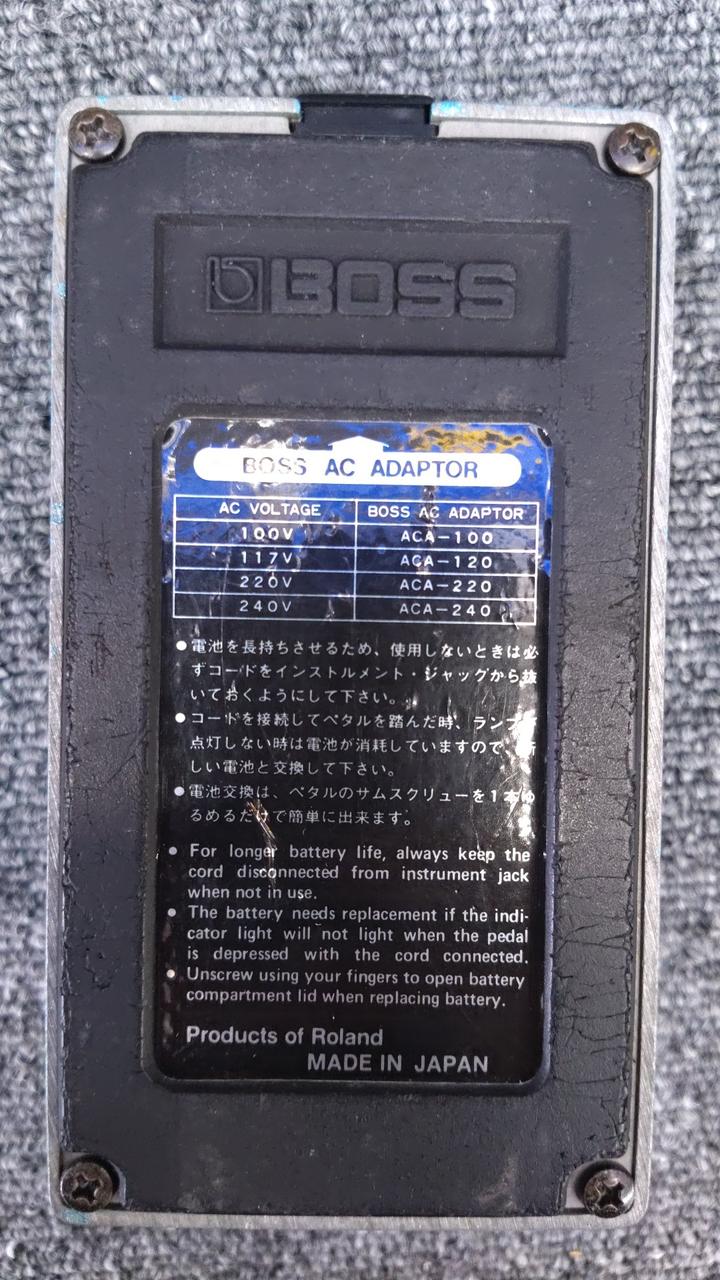 BOSS
BOSS AC ADAPTOR
AC VOLTAGE BOSS AC ADAPTOR
100V ACA-100
117V ACA-120
220V ACA-220
240V ACA-240
●電池を長持ちさせるため、使用しないときは必
ずコードをインストルメント・ジャックから抜
いておくようにして下さい。
●コードを接続してペダルを踏んだ時、ランプが
点灯しない時は電池が消耗していますので、新
しい電池と交換して下さい。
●電池交換は、ペダルのサムスクリューを1本ゆ
るめるだけで簡単に出来ます。
● For longer battery life, always keep the
cord disconnected from instrument jack
when not in use.
● The battery needs replacement if the indi-
cator light will not light when the pedal
is depressed with the cord connected.
● Unscrew using your fingers to open battery
compartment lid when replacing battery.
Products of Roland
MADE IN JAPAN